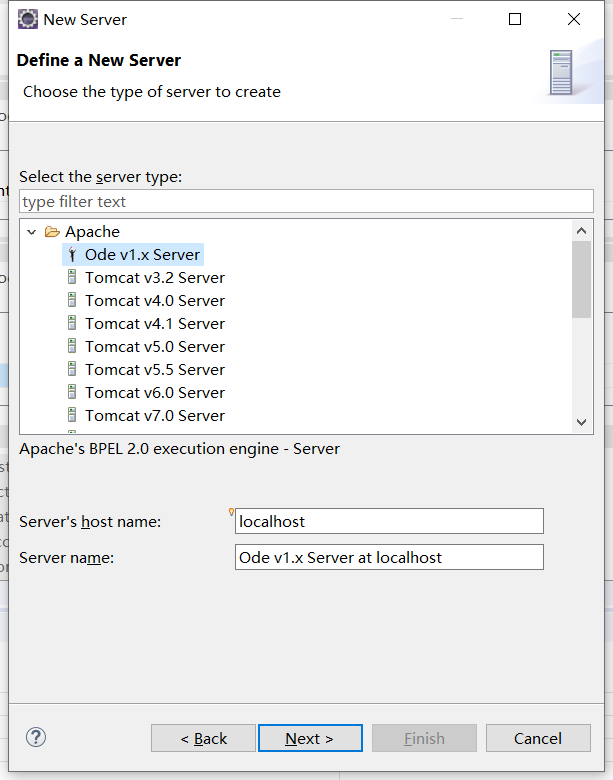 New Server
Define a New Server
Choose the type of server to create
Select the server type:
type filter text
Apache
Ode v1.x Server
Tomcat v3.2 Server
Tomcat v4.0 Server
Tomcat v4.1 Server
Tomcat v5.0 Server
Tomcat v5.5 Server
Tomcat v6.0 Server
Tomcat v7.0 Server
Apache's BPEL 2.0 execution engine - Server
Server's host name:
localhost
Server name:
Ode v1.x Server at localhost
?
< Back
Next >
Finish
Cancel